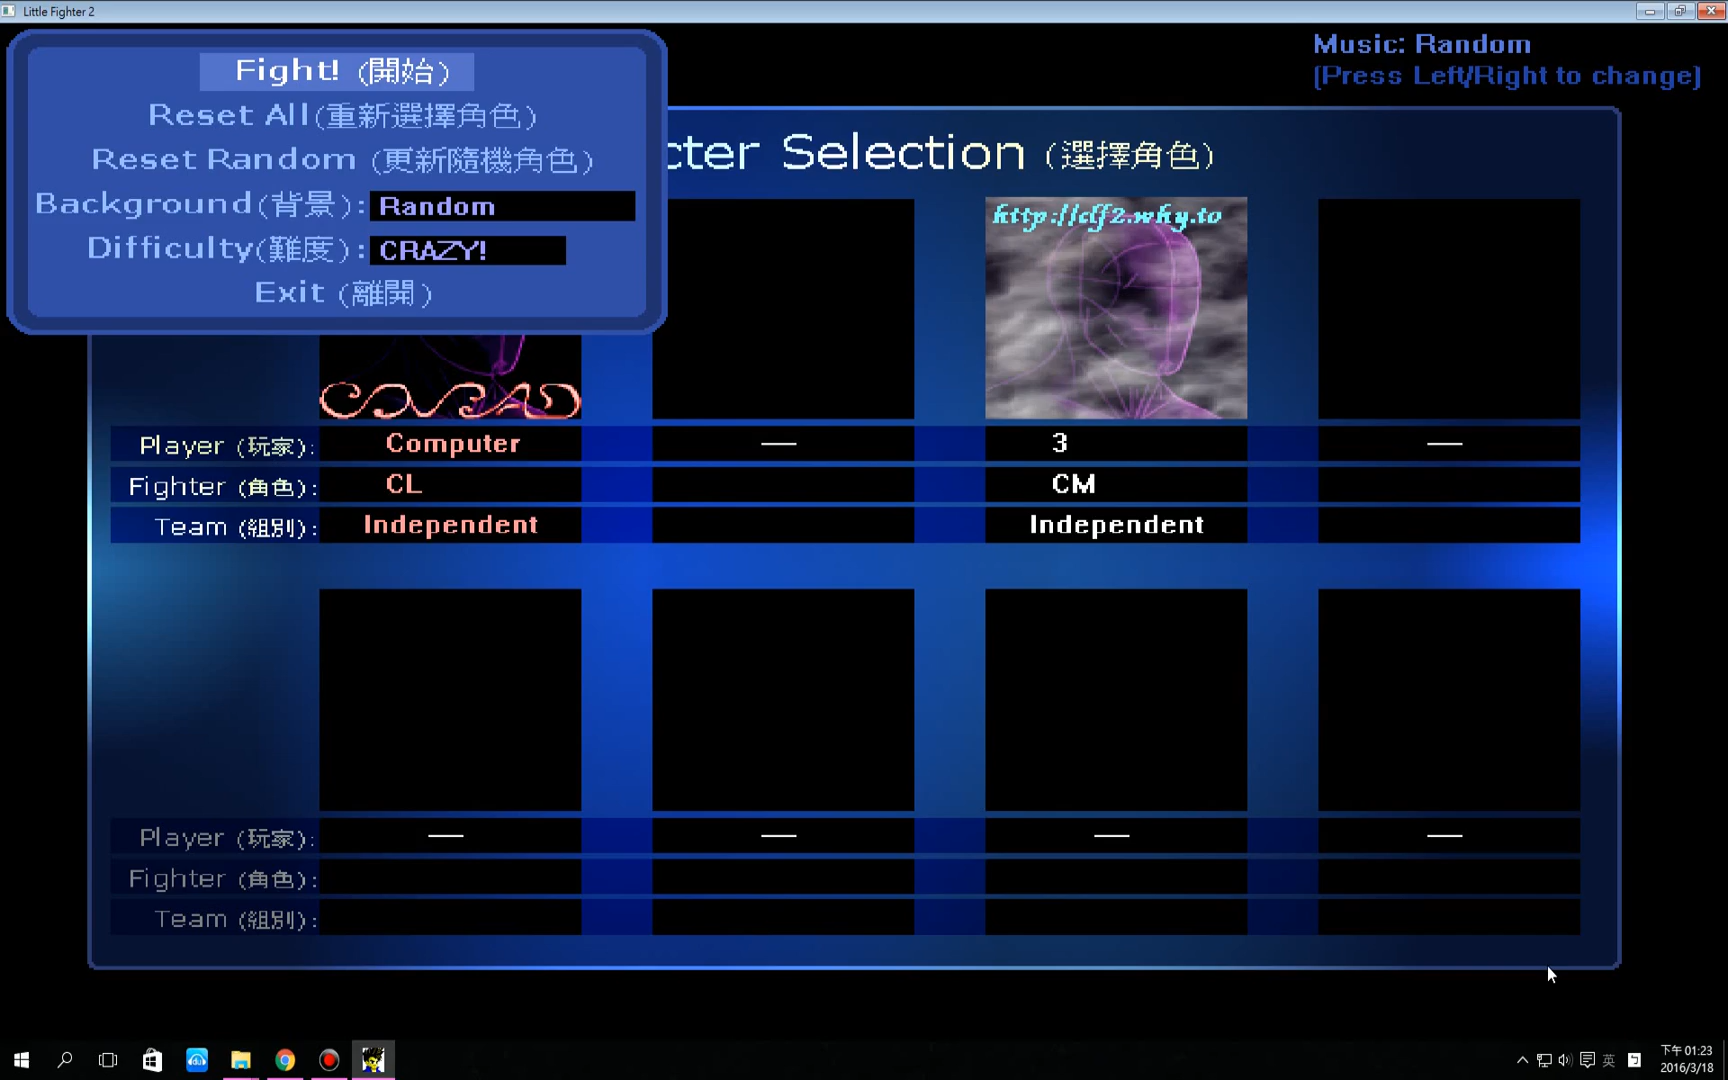 Little Fighter 2
Music: Random
(Press Left/Right to change)
Fight! (開始)
Reset All(重新選擇角色)
Reset Random (更新隨機角色)
Background(背景): Random
Difficulty(難度): CRAZY!
Exit (離開)
cter Selection (選擇角色)
Player (玩家): Computer — 3 —
Fighter (角色): CL CM
Team (組別): Independent Independent
Player (玩家): — — — —
Fighter (角色):
Team (組別):
英
下午 01:23
2016/3/18